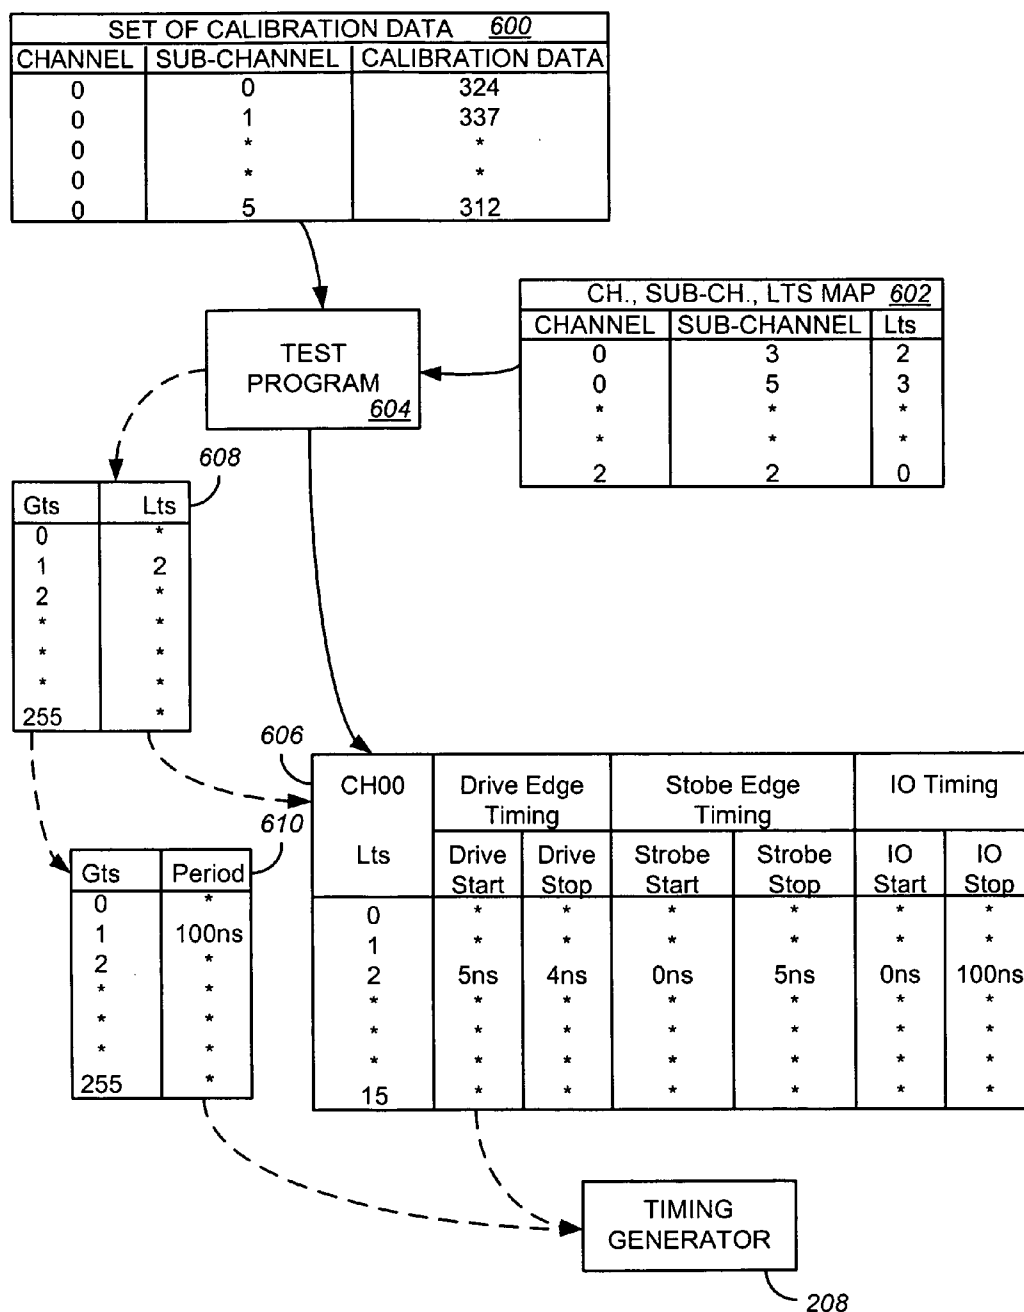 SET OF CALIBRATION DATA 600
CHANNEL SUB-CHANNEL CALIBRATION DATA
0 0 324
0 1 337
0 * *
0 * *
0 5 312
CH., SUB-CH., LTS MAP 602
CHANNEL SUB-CHANNEL Lts
0 3 2
0 5 3
* * *
* * *
2 2 0
TEST
PROGRAM
604
608
Gts Lts
0 *
1 2
2 *
* *
* *
* *
255 *
606
CH00 Drive Edge Timing Stobe Edge Timing IO Timing
Lts Drive Start Drive Stop Strobe Start Strobe Stop IO Start IO Stop
0 * * * * * *
1 * * * * * *
2 5ns 4ns 0ns 5ns 0ns 100ns
* * * * * * *
* * * * * * *
* * * * * * *
15 * * * * * *
610
Gts Period
0 *
1 100ns
2 *
* *
* *
* *
255 *
TIMING
GENERATOR
208